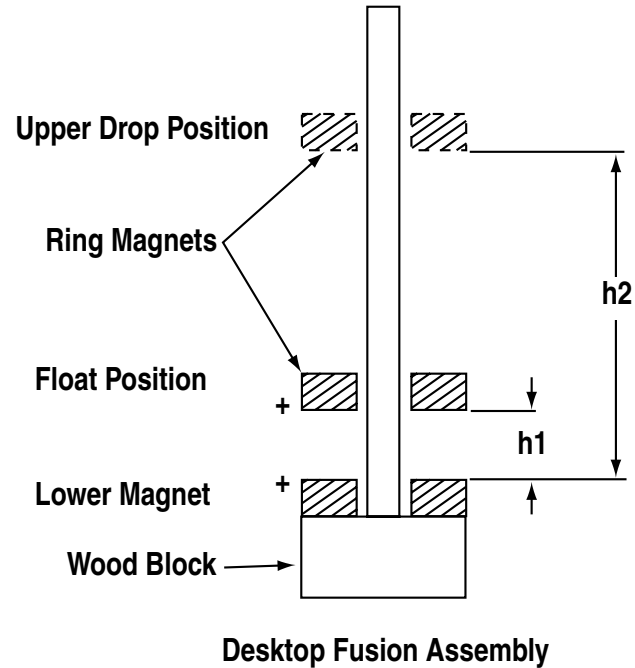 Upper Drop Position
Ring Magnets
h2
Float Position
+
h1
+
Lower Magnet
Wood Block
Desktop Fusion Assembly